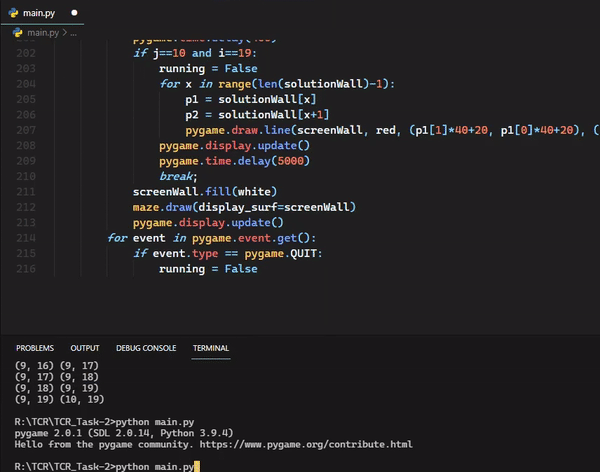 main.py
main.py > ...
202 if j==10 and i==19:
203 running = False
204 for x in range(len(solutionWall)-1):
205 p1 = solutionWall[x]
206 p2 = solutionWall[x+1]
207 pygame.draw.line(screenWall, red, (p1[1]*40+20, p1[0]*40+20), (
208 pygame.display.update()
209 pygame.time.delay(5000)
210 break;
211 screenWall.fill(white)
212 maze.draw(display_surf=screenWall)
213 pygame.display.update()
214 for event in pygame.event.get():
215 if event.type == pygame.QUIT:
216 running = False
PROBLEMS OUTPUT DEBUG CONSOLE TERMINAL
(9, 16) (9, 17)
(9, 17) (9, 18)
(9, 18) (9, 19)
(9, 19) (10, 19)
R:\TCR\TCR_Task-2>python main.py
pygame 2.0.1 (SDL 2.0.14, Python 3.9.4)
Hello from the pygame community. https://www.pygame.org/contribute.html
R:\TCR\TCR_Task-2>python main.py